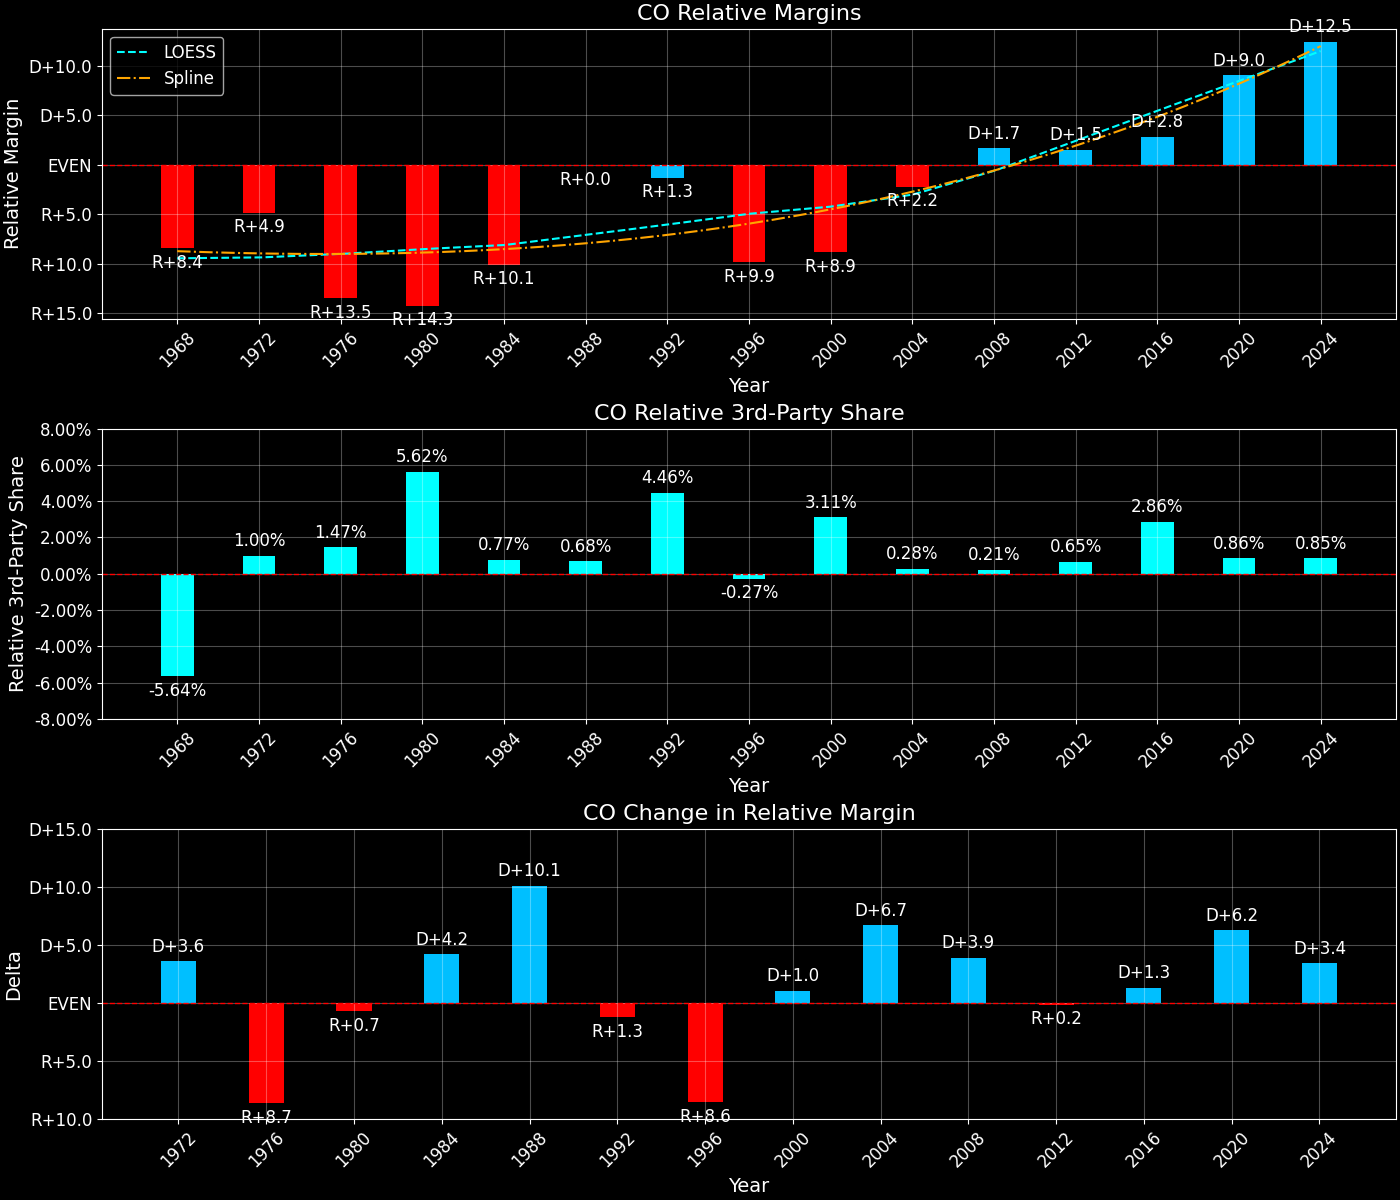 CO Relative Margins
LOESS
Spline
Relative Margin
D+10.0
D+5.0
EVEN
R+5.0
R+10.0
R+15.0
R+8.4
R+4.9
R+13.5
R+14.3
R+10.1
R+0.0
R+1.3
R+9.9
R+8.9
R+2.2
D+1.7
D+1.5
D+2.8
D+9.0
D+12.5
1968 1972 1976 1980 1984 1988 1992 1996 2000 2004 2008 2012 2016 2020 2024
Year
CO Relative 3rd-Party Share
Relative 3rd-Party Share
8.00%
6.00%
4.00%
2.00%
0.00%
-2.00%
-4.00%
-6.00%
-8.00%
-5.64%
1.00%
1.47%
5.62%
0.77%
0.68%
4.46%
-0.27%
3.11%
0.28%
0.21%
0.65%
2.86%
0.86%
0.85%
1968 1972 1976 1980 1984 1988 1992 1996 2000 2004 2008 2012 2016 2020 2024
Year
CO Change in Relative Margin
Delta
D+15.0
D+10.0
D+5.0
EVEN
R+5.0
R+10.0
D+3.6
R+8.7
R+0.7
D+4.2
D+10.1
R+1.3
R+8.6
D+1.0
D+6.7
D+3.9
R+0.2
D+1.3
D+6.2
D+3.4
1972 1976 1980 1984 1988 1992 1996 2000 2004 2008 2012 2016 2020 2024
Year